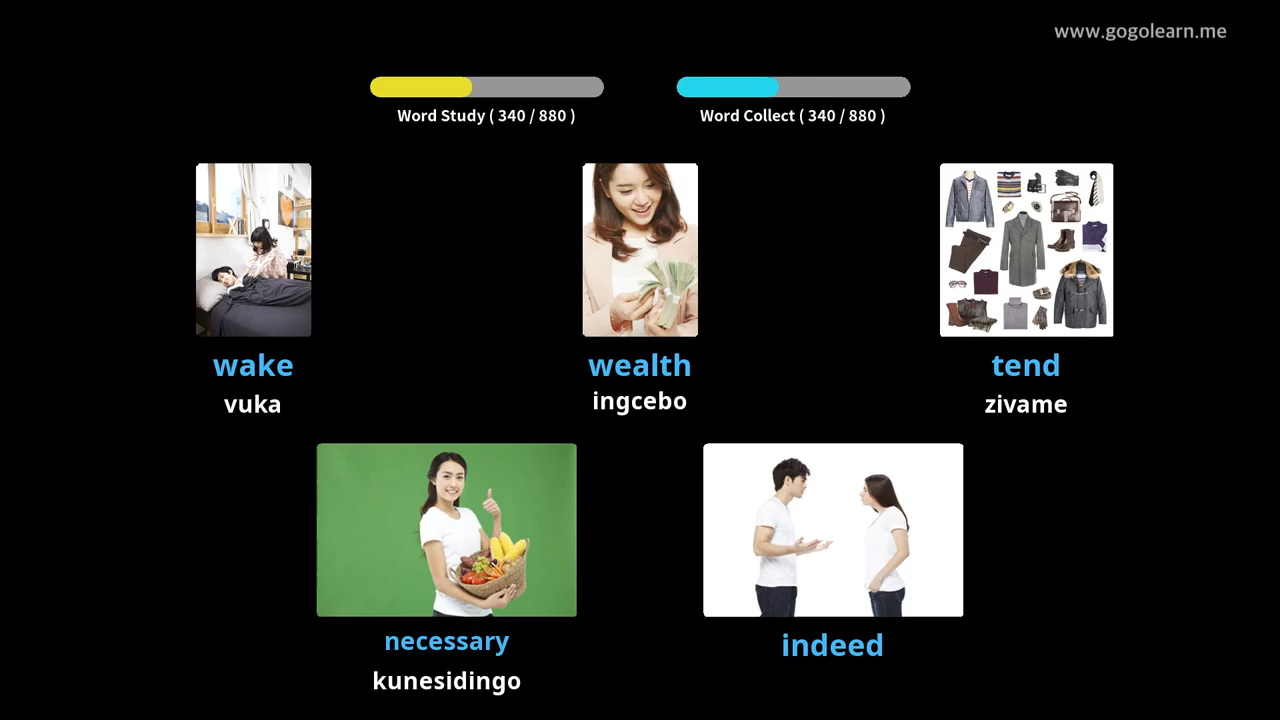 www.gogolearn.me
Word Study ( 340 / 880 )
Word Collect ( 340 / 880 )
wake
vuka
wealth
ingcebo
tend
zivame
necessary
kunesidingo
indeed